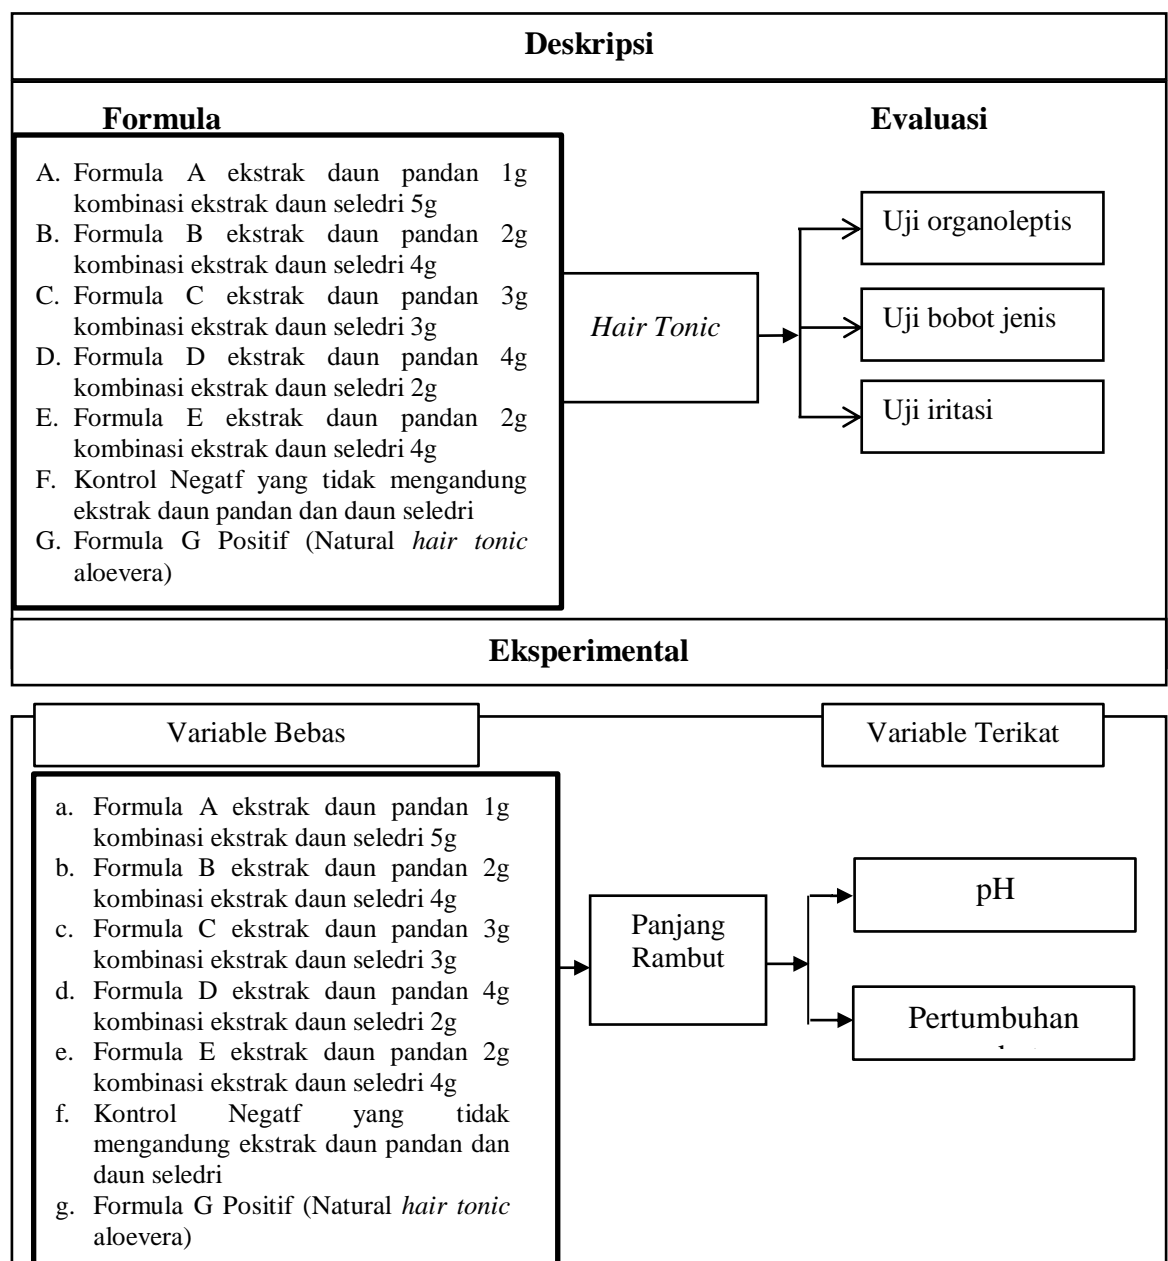 Deskripsi
Formula
Evaluasi
A. Formula A ekstrak daun pandan 1g
kombinasi ekstrak daun seledri 5g
B. Formula B ekstrak daun pandan 2g
kombinasi ekstrak daun seledri 4g
C. Formula C ekstrak daun pandan 3g
kombinasi ekstrak daun seledri 3g
D. Formula D ekstrak daun pandan 4g
kombinasi ekstrak daun seledri 2g
E. Formula E ekstrak daun pandan 2g
kombinasi ekstrak daun seledri 4g
F. Kontrol Negatf yang tidak mengandung
ekstrak daun pandan dan daun seledri
G. Formula G Positif (Natural hair tonic
aloevera)
Hair Tonic
Uji organoleptis
Uji bobot jenis
Uji iritasi
Eksperimental
Variable Bebas
Variable Terikat
a. Formula A ekstrak daun pandan 1g
kombinasi ekstrak daun seledri 5g
b. Formula B ekstrak daun pandan 2g
kombinasi ekstrak daun seledri 4g
c. Formula C ekstrak daun pandan 3g
kombinasi ekstrak daun seledri 3g
d. Formula D ekstrak daun pandan 4g
kombinasi ekstrak daun seledri 2g
e. Formula E ekstrak daun pandan 2g
kombinasi ekstrak daun seledri 4g
f. Kontrol Negatf yang tidak
mengandung ekstrak daun pandan dan
daun seledri
g. Formula G Positif (Natural hair tonic
aloevera)
Panjang
Rambut
pH
Pertumbuhan